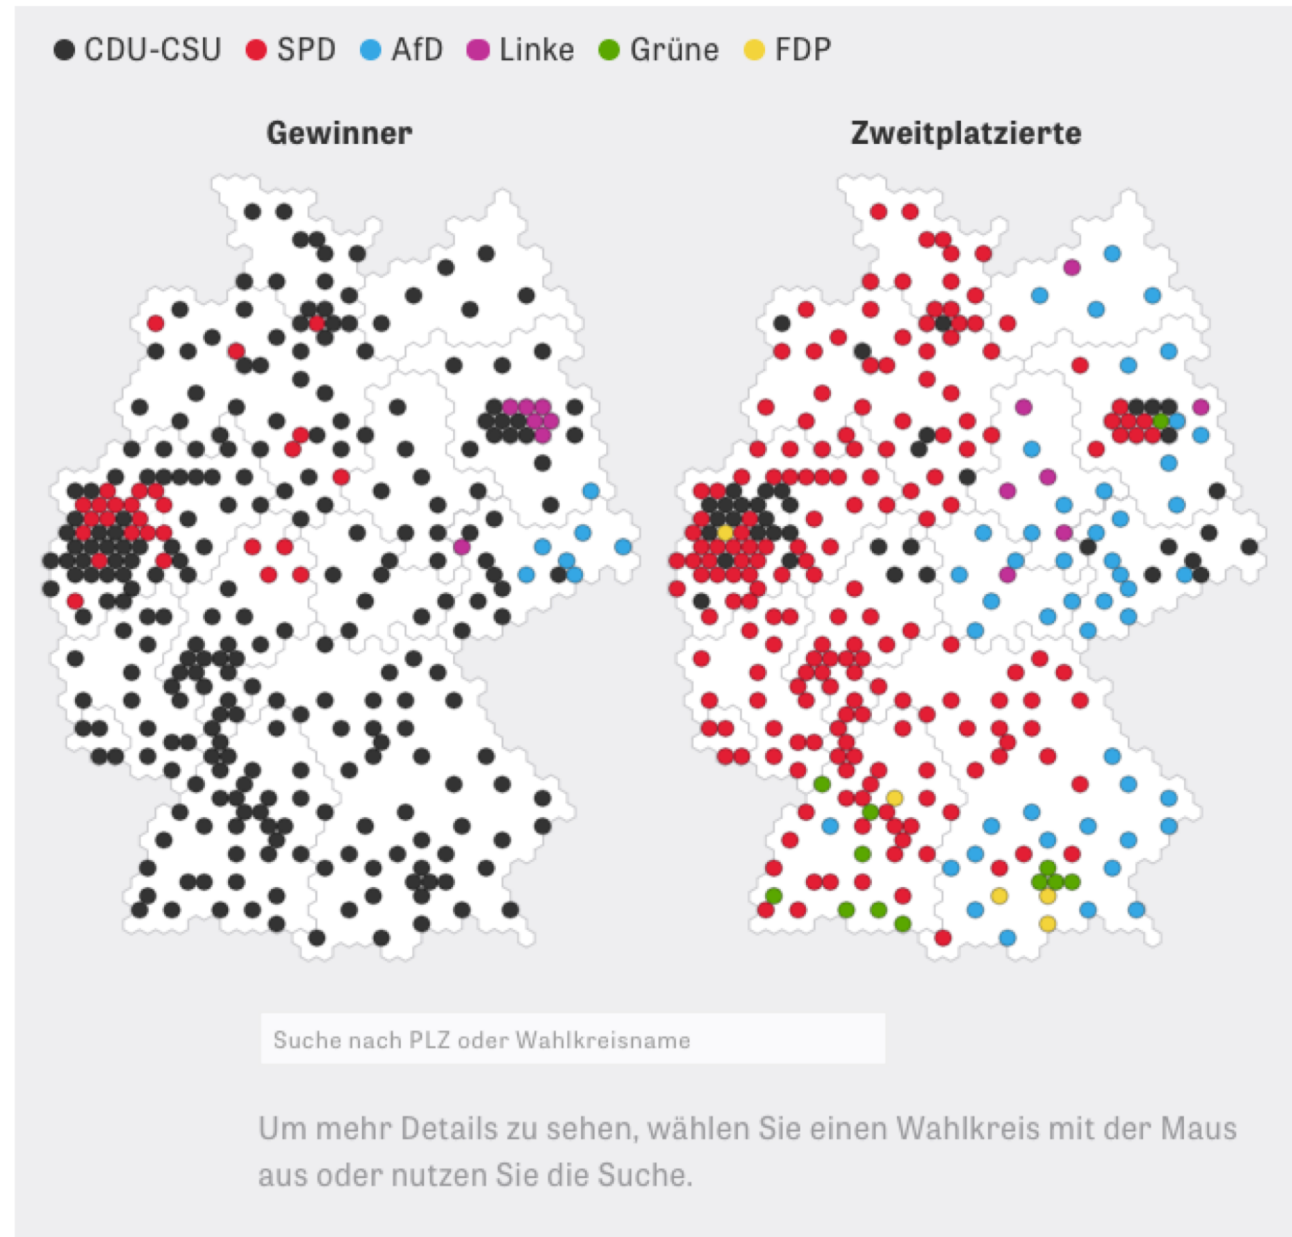 CDU-CSU SPD AfD Linke Grüne FDP
Gewinner
Zweitplatzierte
Suche nach PLZ oder Wahlkreisname
Um mehr Details zu sehen, wählen Sie einen Wahlkreis mit der Maus
aus oder nutzen Sie die Suche.